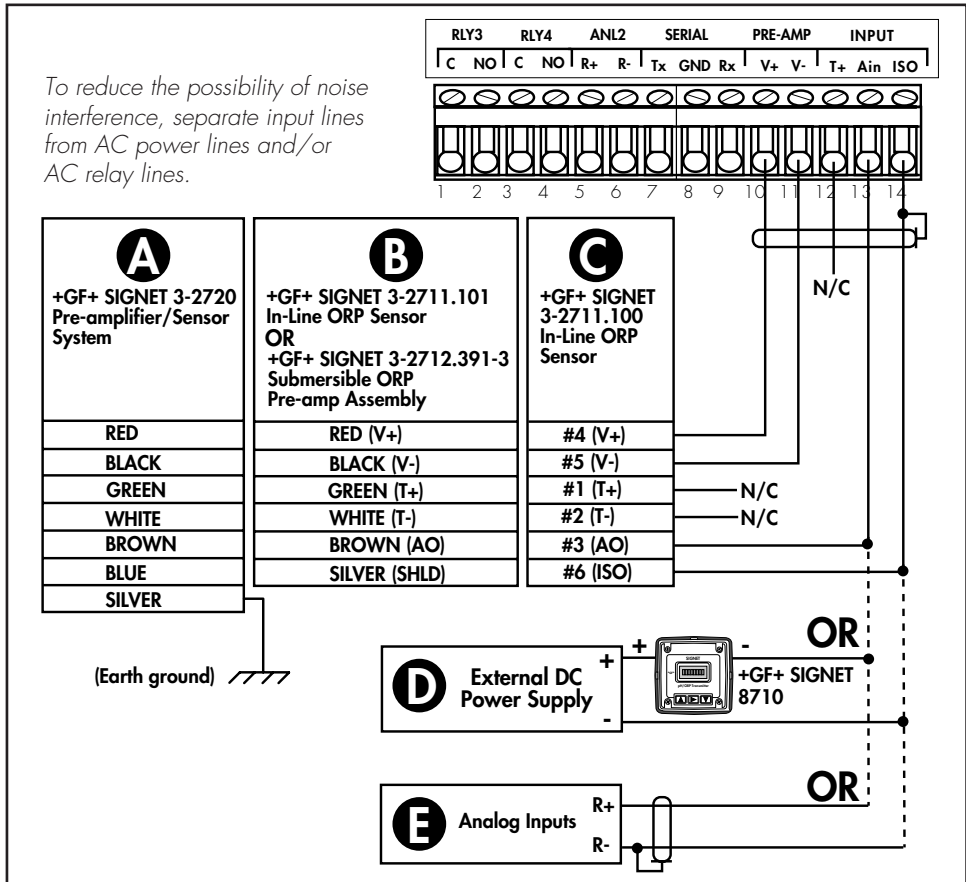 RLY3 RLY4 ANL2 SERIAL PRE-AMP INPUT
C NO C NO R+ R- Tx GND Rx V+ V- T+ Ain ISO
To reduce the possibility of noise
interference, separate input lines
from AC power lines and/or
AC relay lines.
1 2 3 4 5 6 7 8 9 10 11 12 13 14
N/C
A
+GF+ SIGNET 3-2720
Pre-amplifier/Sensor
System
RED
BLACK
GREEN
WHITE
BROWN
BLUE
SILVER
(Earth ground)
B
+GF+ SIGNET 3-2711.101
In-Line ORP Sensor
OR
+GF+ SIGNET 3-2712.391-3
Submersible ORP
Pre-amp Assembly
RED (V+)
BLACK (V-)
GREEN (T+)
WHITE (T-)
BROWN (AO)
SILVER (SHLD)
C
+GF+ SIGNET
3-2711.100
In-Line ORP
Sensor
#4 (V+)
#5 (V-)
#1 (T+) N/C
#2 (T-) N/C
#3 (AO)
#6 (ISO)
OR
D
External DC
Power Supply
+
-
+
-
SIGNET
pH/ORP Transmitter
+GF+ SIGNET
8710
OR
E
Analog Inputs
R+
R-